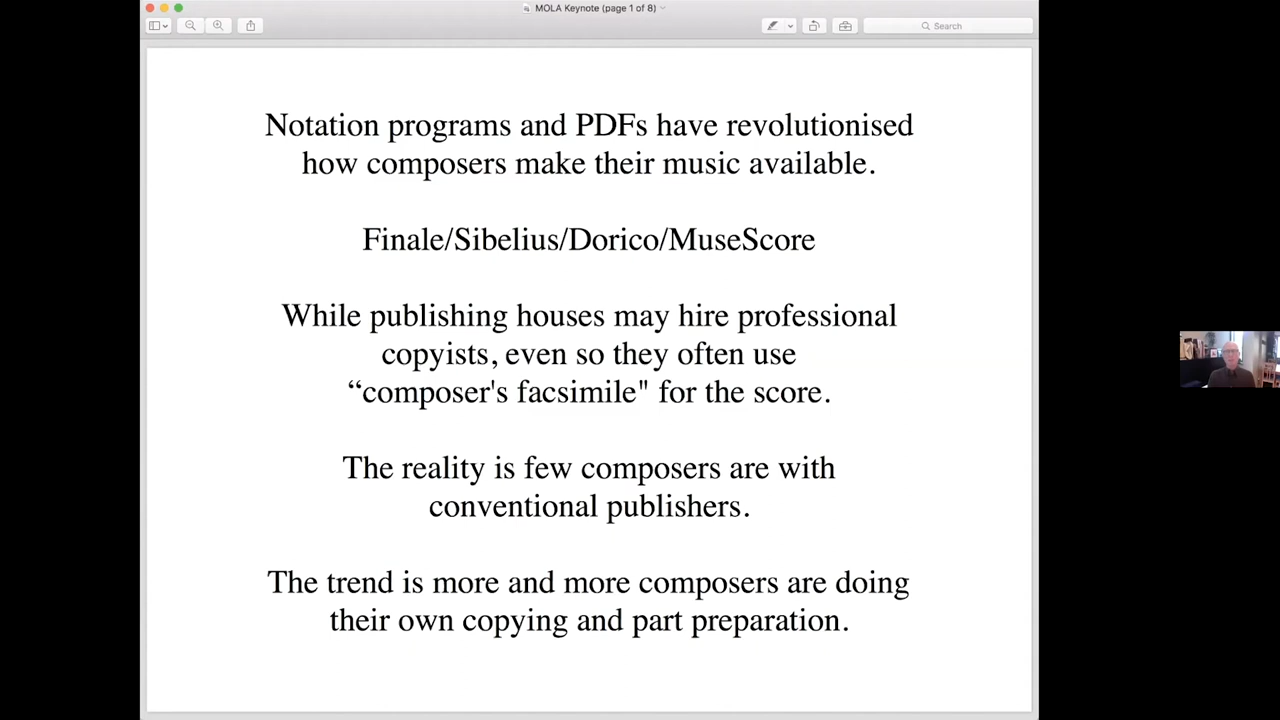 MOLA Keynote (page 1 of 8)
Search
Notation programs and PDFs have revolutionised
how composers make their music available.
Finale/Sibelius/Dorico/MuseScore
While publishing houses may hire professional
copyists, even so they often use
“composer's facsimile" for the score.
The reality is few composers are with
conventional publishers.
The trend is more and more composers are doing
their own copying and part preparation.